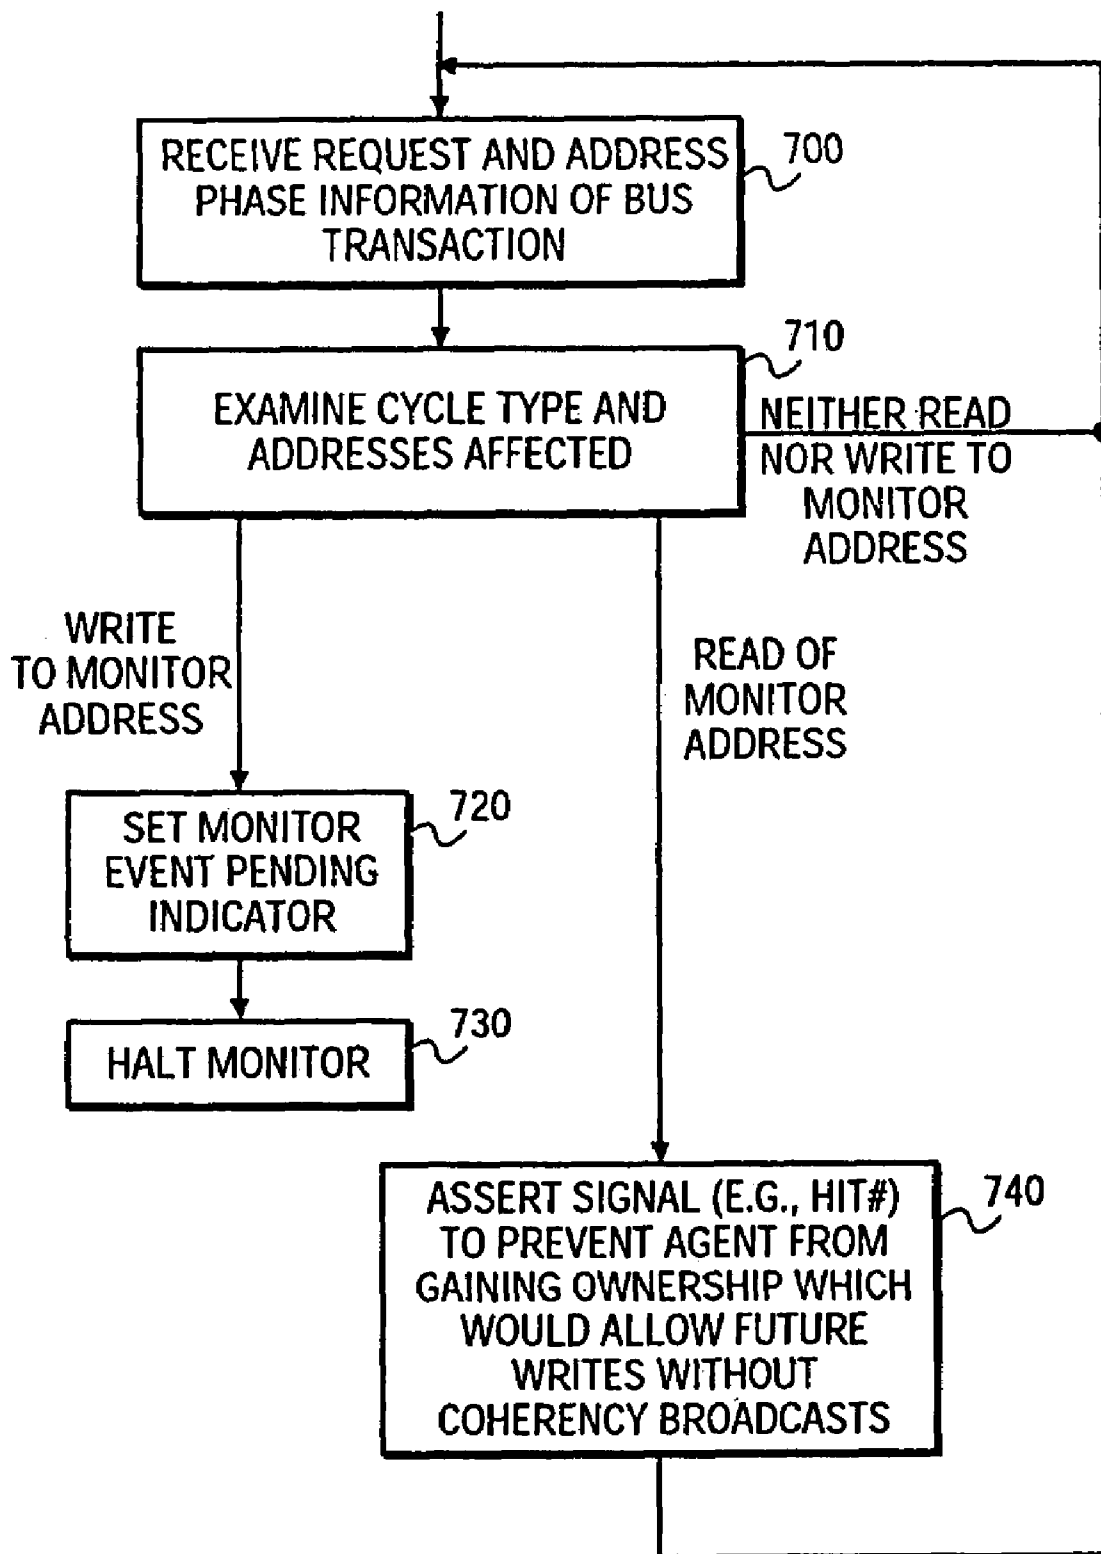 RECEIVE REQUEST AND ADDRESS
PHASE INFORMATION OF BUS
TRANSACTION
700
EXAMINE CYCLE TYPE AND
ADDRESSES AFFECTED
710
NEITHER READ
NOR WRITE TO
MONITOR
ADDRESS
WRITE
TO MONITOR
ADDRESS
READ OF
MONITOR
ADDRESS
SET MONITOR
EVENT PENDING
INDICATOR
720
HALT MONITOR
730
ASSERT SIGNAL (E.G., HIT#)
TO PREVENT AGENT FROM
GAINING OWNERSHIP WHICH
WOULD ALLOW FUTURE
WRITES WITHOUT
COHERENCY BROADCASTS
740